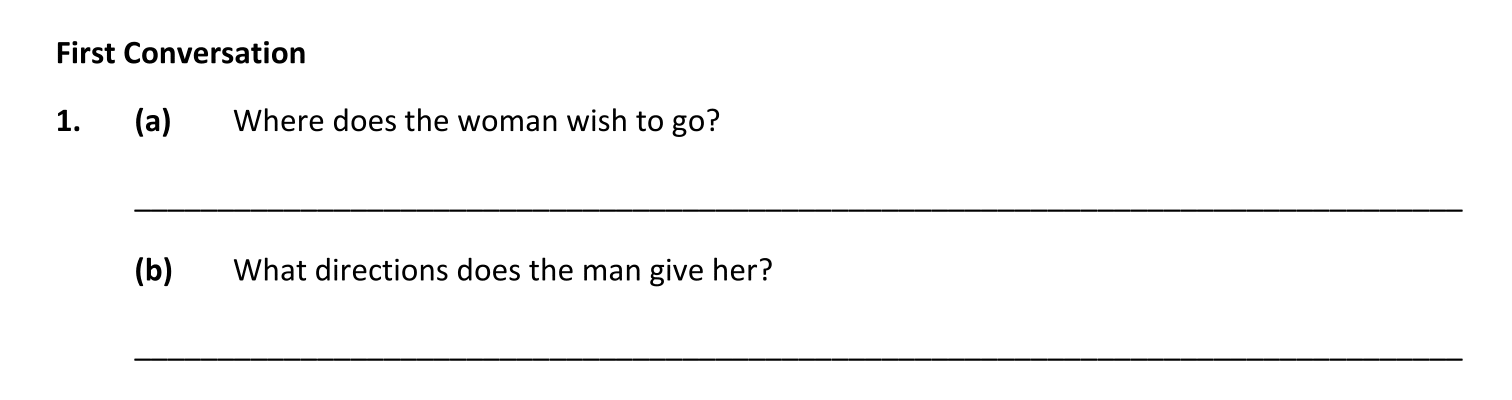 First Conversation
1. (a) Where does the woman wish to go?
(b) What directions does the man give her?